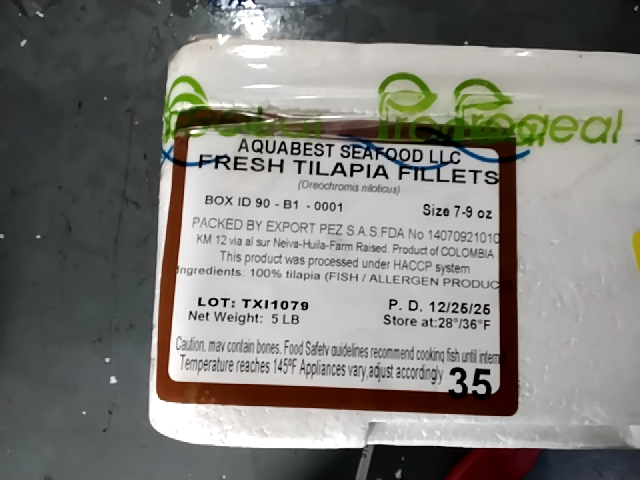 AQUABEST SEAFOOD LLC
FRESH TILAPIA FILLETS
(Oreochromis niloticus)
BOX ID 90 - B1 - 0001
Size 7-9 oz
PACKED BY EXPORT PEZ S.A.S.FDA No 14070921010
KM 12 via al sur Neiva-Huila-Farm Raised. Product of COLOMBIA
This product was processed under HACCP system
Ingredients: 100% tilapia (FISH / ALLERGEN PRODUC
LOT: TXI1079
P. D. 12/25/25
Net Weight: 5 LB
Store at:28°/36°F
Caution, may contain bones. Food Safety guidelines recommend cooking fish until intern
Temperature reaches 145ºF Appliances vary,adjust accordingly
35